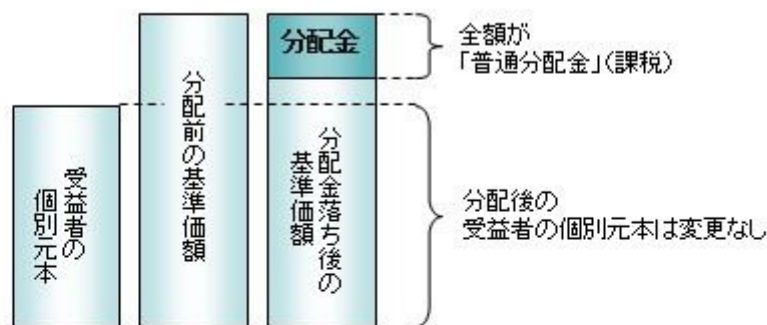 受益者の
個別元本
分配前の基準価額
分配金
分配金落ち後の
基準価額
全額が
「普通分配金」(課税)
分配後の
受益者の個別元本は変更なし